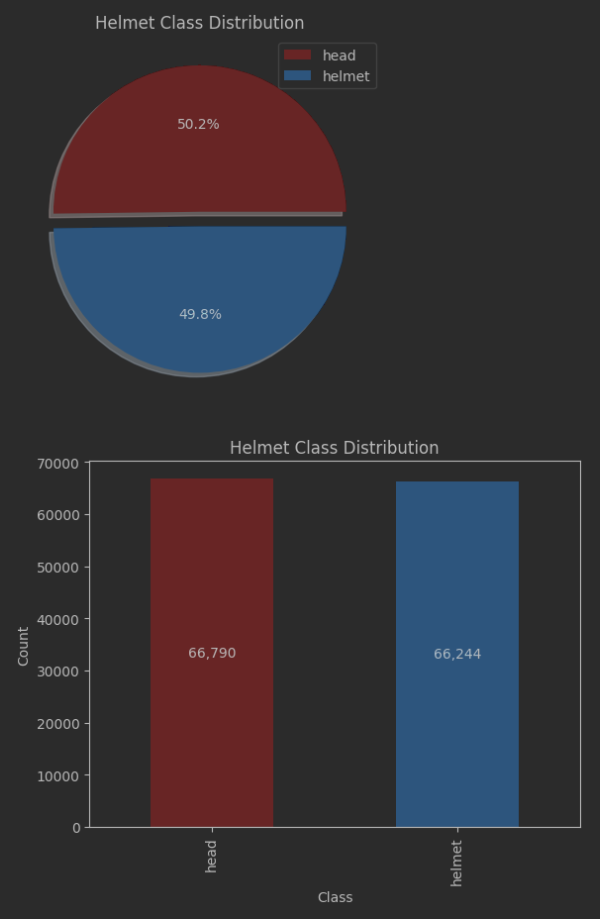 Helmet Class Distribution
head
helmet
50.2%
49.8%
Helmet Class Distribution
70000
60000
50000
40000
30000
20000
10000
0
Count
66,790
66,244
head
helmet
Class